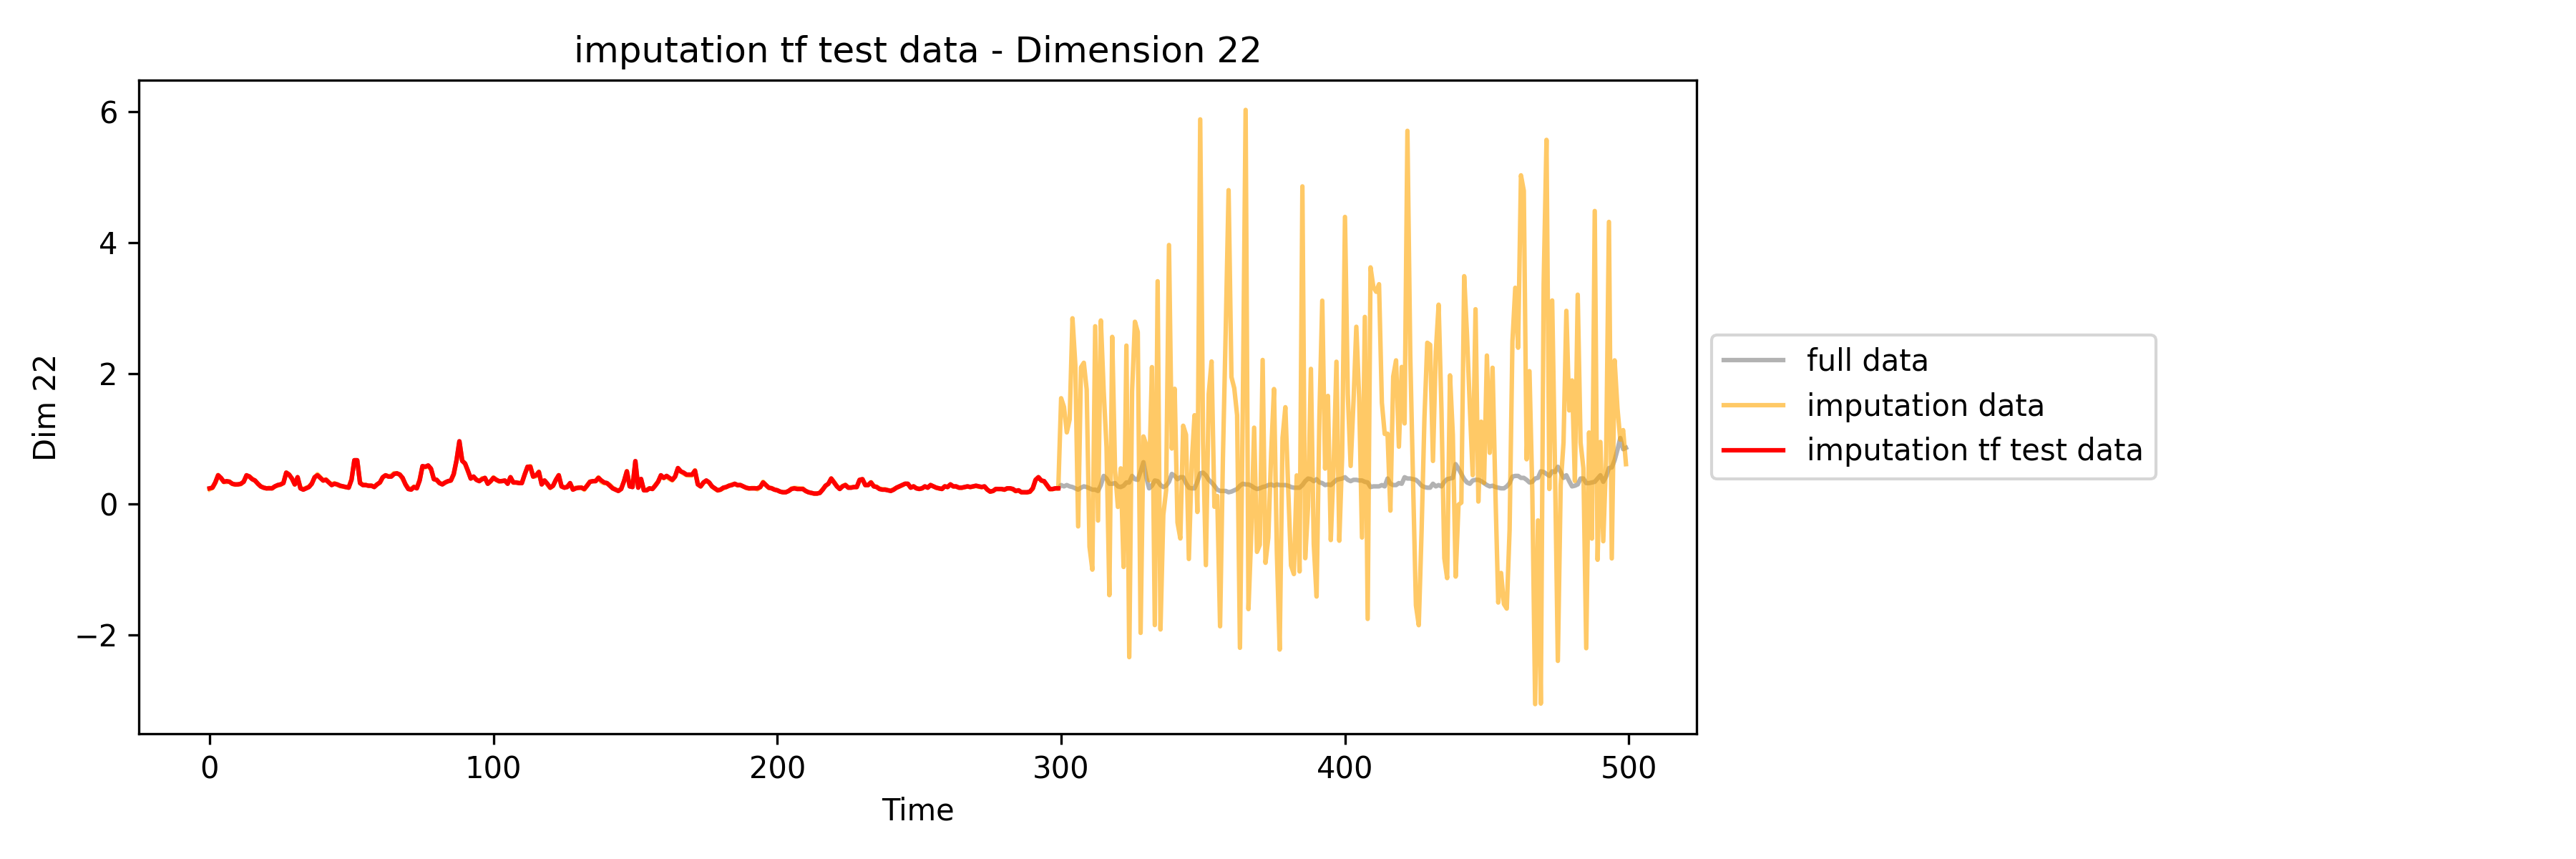 imputation tf test data - Dimension 22
6
4
2
0
−2
Dim 22
0
100
200
300
400
500
Time
full data
imputation data
imputation tf test data